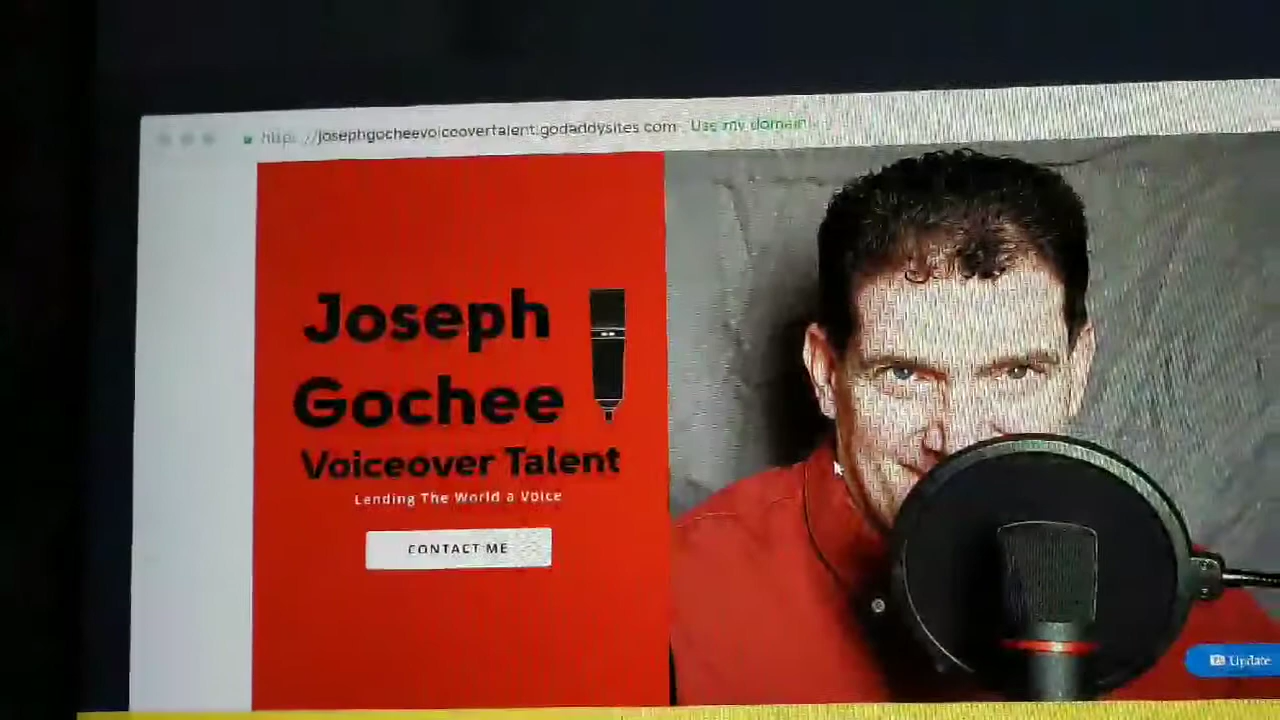 https://josephgocheevoiceovertalent.godaddysites.com Use my domain
Joseph
Gochee
Voiceover Talent
Lending The World a Voice
CONTACT ME
Update